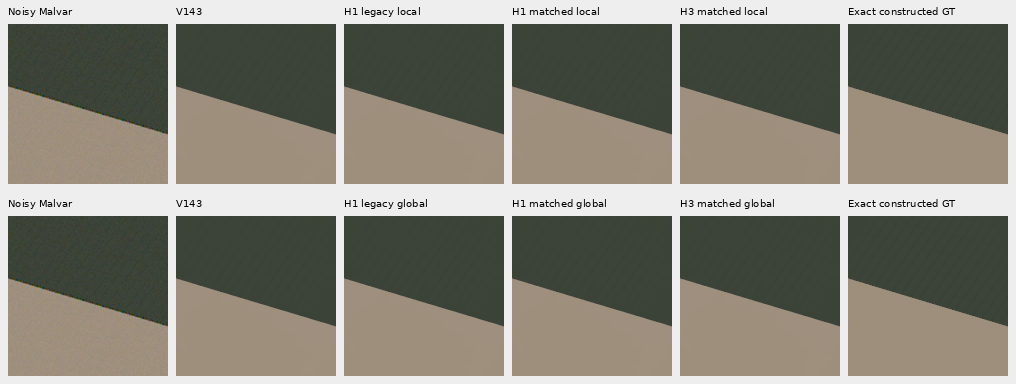 Noisy Malvar V143 H1 legacy local H1 matched local H3 matched local Exact constructed GT
Noisy Malvar V143 H1 legacy global H1 matched global H3 matched global Exact constructed GT